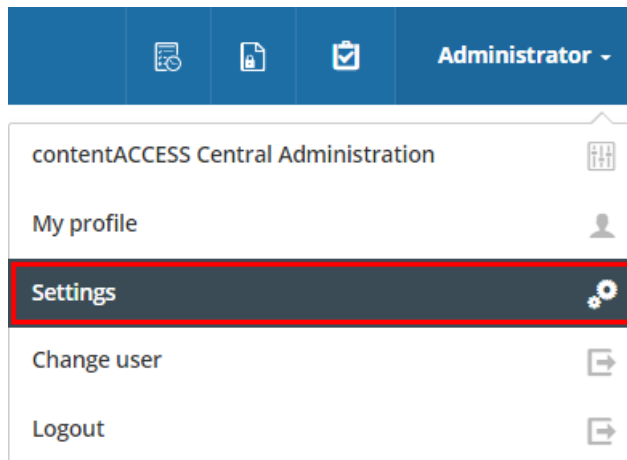 Administrator
contentACCESS Central Administration
My profile
Settings
Change user
Logout